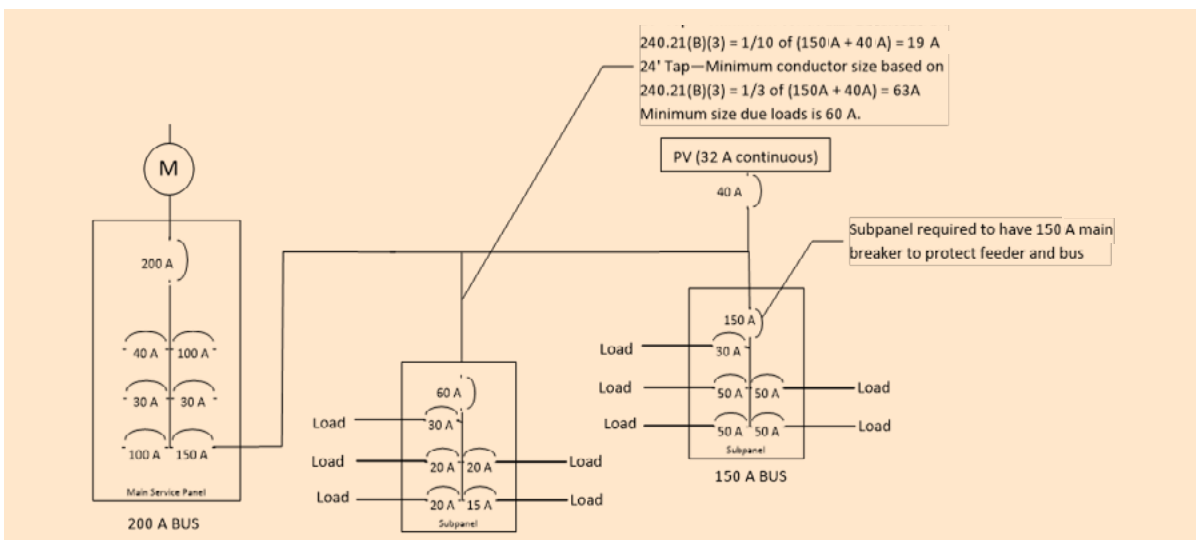 240.21(B)(3) = 1/10 of (150 A + 40 A) = 19 A
24' Tap—Minimum conductor size based on
240.21(B)(3) = 1/3 of (150A + 40A) = 63A
Minimum size due loads is 60 A.
PV (32 A continuous)
40 A
M
Subpanel required to have 150 A main
breaker to protect feeder and bus
200 A
40 A 100 A
30 A 30 A
100 A 150 A
Main Service Panel
200 A BUS
60 A
Load 30 A
Load 20 A 20 A Load
Load 20 A 15 A Load
Subpanel
150 A
Load 30 A
Load 50 A 50 A Load
Load 50 A 50 A Load
Subpanel
150 A BUS